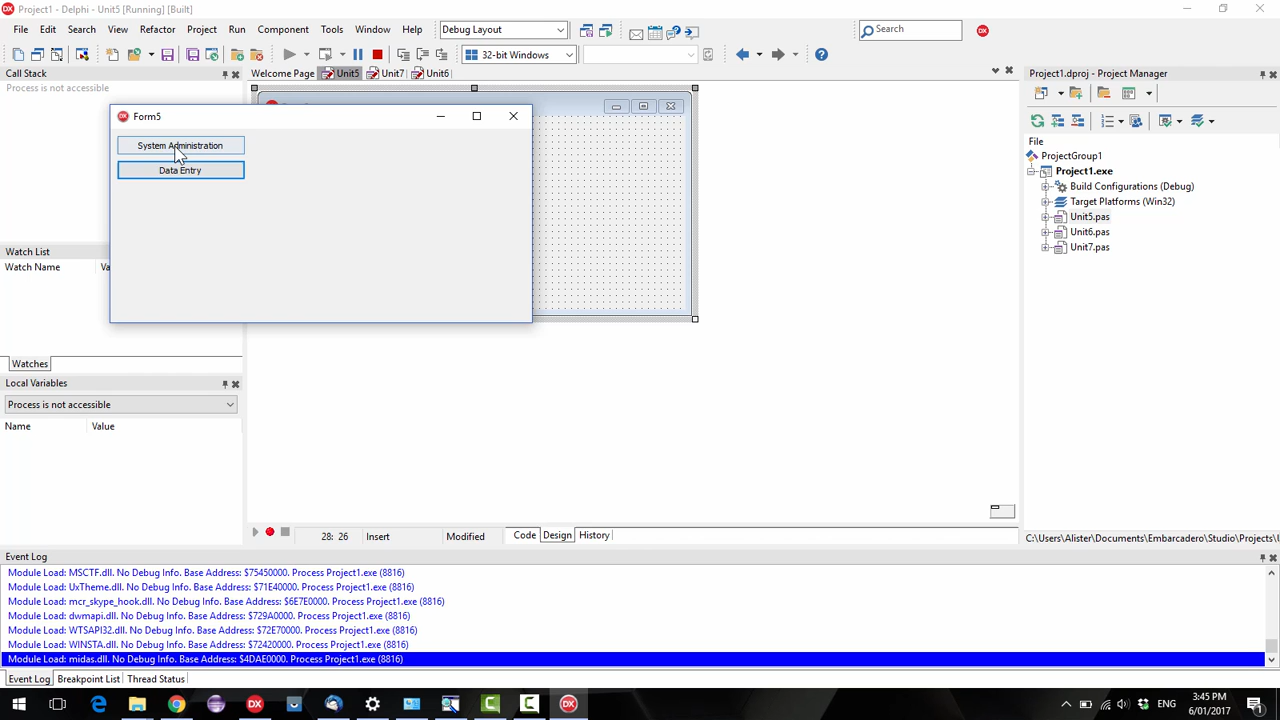 Project1 - Delphi - Unit5 [Running] [Built]
File Edit Search View Refactor Project Run Component Tools Window Help
Debug Layout
Search
32-bit Windows
Call Stack
Process is not accessible
Welcome Page Unit5 Unit7 Unit6
Project1.dproj - Project Manager
Form5
System Administration
Data Entry
File
ProjectGroup1
Project1.exe
Build Configurations (Debug)
Target Platforms (Win32)
Unit5.pas
Unit6.pas
Unit7.pas
Watch List
Watch Name
Watches
Local Variables
Process is not accessible
Name Value
28: 26 Insert Modified Code Design History
C:\Users\Alister\Documents\Embarcadero\Studio\Projects\
Event Log
Module Load: MSCTF.dll. No Debug Info. Base Address: $75450000. Process Project1.exe (8816)
Module Load: UxTheme.dll. No Debug Info. Base Address: $71E40000. Process Project1.exe (8816)
Module Load: mcr_skype_hook.dll. No Debug Info. Base Address: $6E7E0000. Process Project1.exe (8816)
Module Load: dwmapi.dll. No Debug Info. Base Address: $729A0000. Process Project1.exe (8816)
Module Load: WTSAPI32.dll. No Debug Info. Base Address: $72E70000. Process Project1.exe (8816)
Module Load: WINSTA.dll. No Debug Info. Base Address: $72420000. Process Project1.exe (8816)
Module Load: midas.dll. No Debug Info. Base Address: $4DAE0000. Process Project1.exe (8816)
Event Log Breakpoint List Thread Status
ENG
3:45 PM
6/01/2017